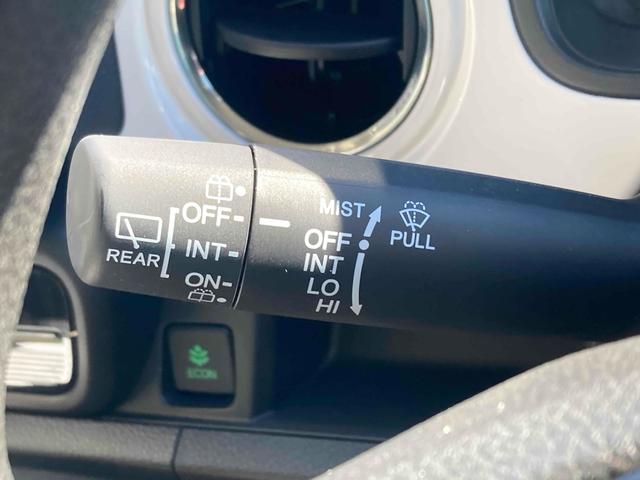 REAR
OFF
INT
ON
MIST
OFF
INT
LO
HI
PULL
ECON